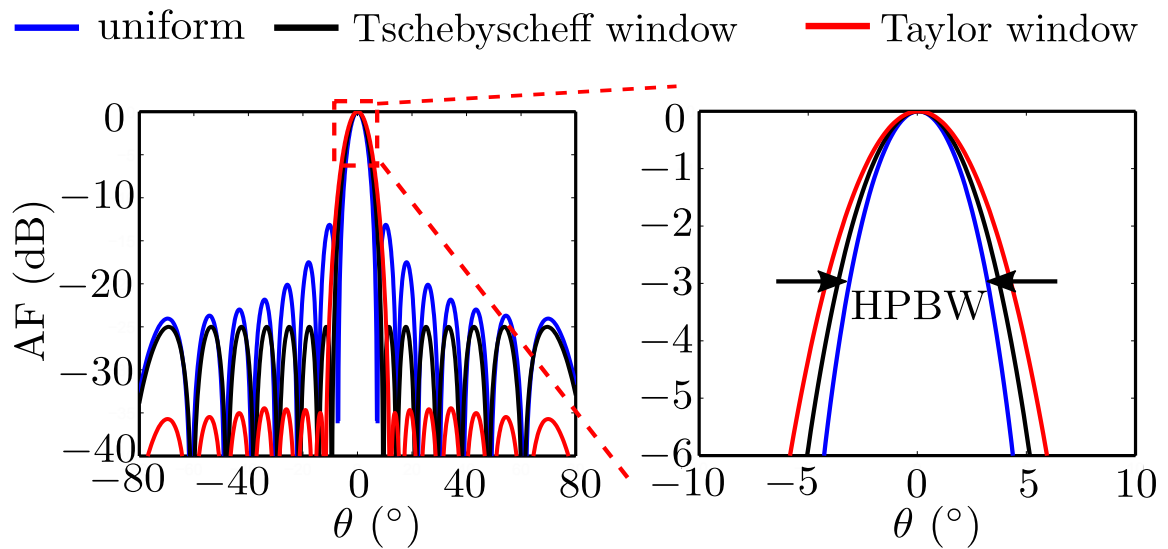 uniform Tschebyscheff window Taylor window
0 0
−1
−10 −2
AF (dB)
−20 −3
HPBW
−4
−30 −5
−40 −6
−80 −40 0 40 80 −10 −5 0 5 10
θ (°) θ (°)